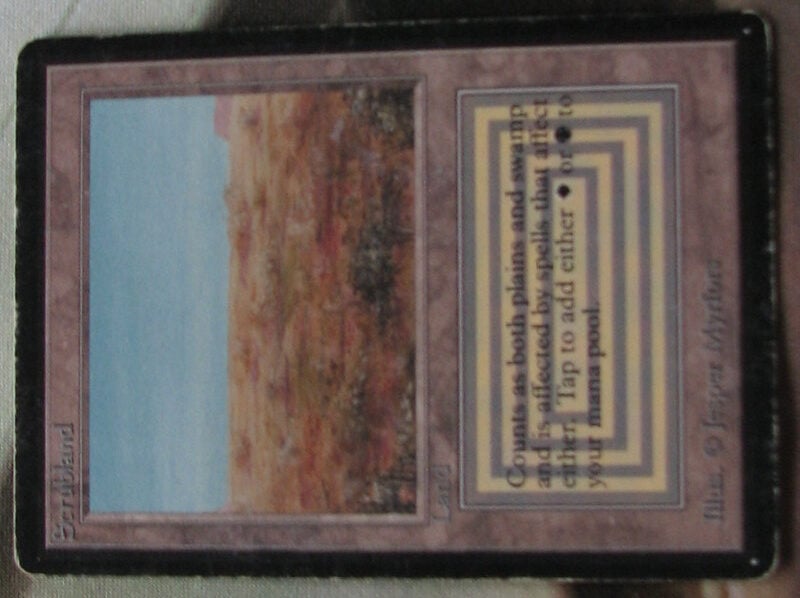 Scrubland
Land
Counts as both plains and swamp
and is affected by spells that affect
either. Tap to add either or to
your mana pool.
Illus. © Jesper Myrfors